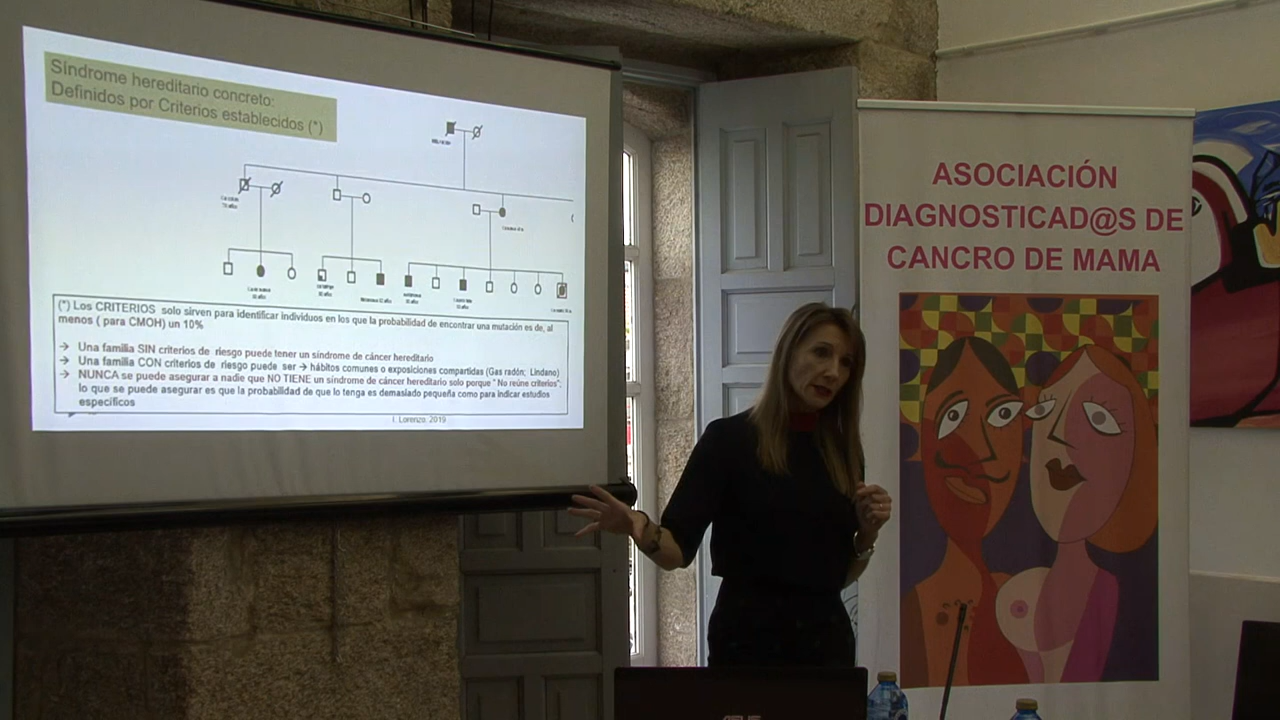 Síndrome hereditario concreto:
Definidos por Criterios establecidos (*)
(*) Los CRITERIOS solo sirven para identificar individuos en los que la probabilidad de encontrar una mutación es de, al
menos ( para CMOH) un 10%
→ Una familia SIN criterios de riesgo puede tener un síndrome de cáncer hereditario
→ Una familia CON criterios de riesgo puede ser → hábitos comunes o exposiciones compartidas (Gas radón; Lindano)
→ NUNCA se puede asegurar a nadie que NO TIENE un síndrome de cáncer hereditario solo porque " No reúne criterios";
lo que se puede asegurar es que la probabilidad de que lo tenga es demasiado pequeña como para indicar estudios
específicos
I. Lorenzo. 2019
ASOCIACIÓN
DIAGNOSTICAD@S DE
CANCRO DE MAMA